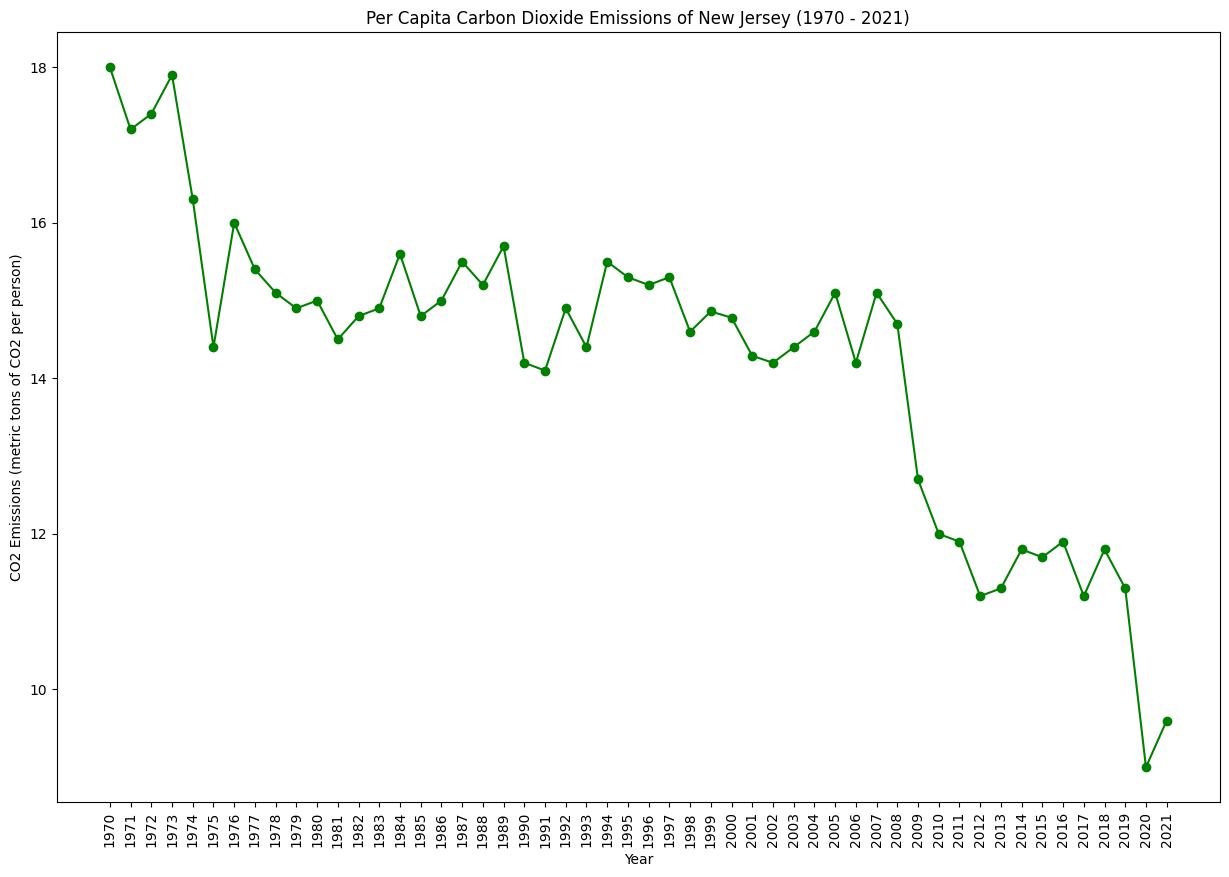 Per Capita Carbon Dioxide Emissions of New Jersey (1970 - 2021)
CO2 Emissions (metric tons of CO2 per person)
18
16
14
12
10
1970 1971 1972 1973 1974 1975 1976 1977 1978 1979 1980 1981 1982 1983 1984 1985 1986 1987 1988 1989 1990 1991 1992 1993 1994 1995 1996 1997 1998 1999 2000 2001 2002 2003 2004 2005 2006 2007 2008 2009 2010 2011 2012 2013 2014 2015 2016 2017 2018 2019 2020 2021
Year